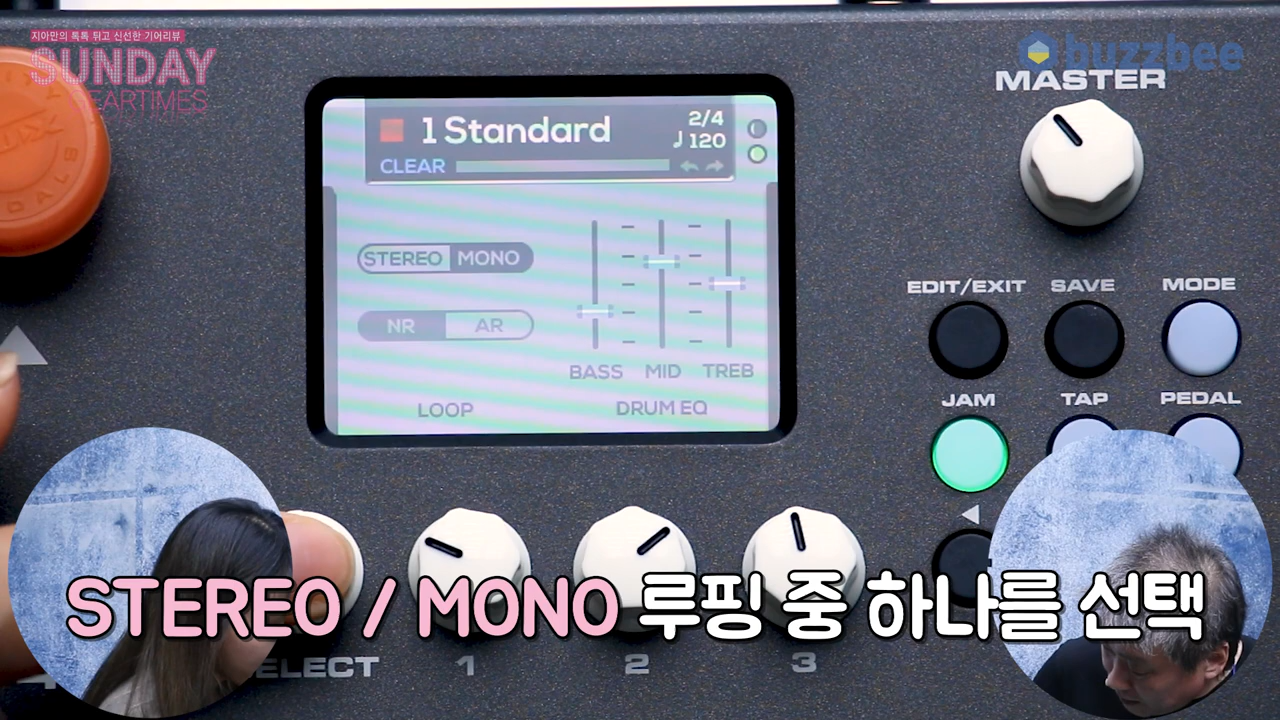 지아만의 톡톡 튀고 신선한 기어리뷰
SUNDAY
EARTIMES
buzzbee
MASTER
1 Standard
2/4
♩120
CLEAR
STEREO MONO
NR AR
BASS MID TREB
LOOP
DRUM EQ
EDIT/EXIT SAVE MODE
JAM TAP PEDAL
STEREO / MONO 루핑 중 하나를 선택
ELECT
1 2 3